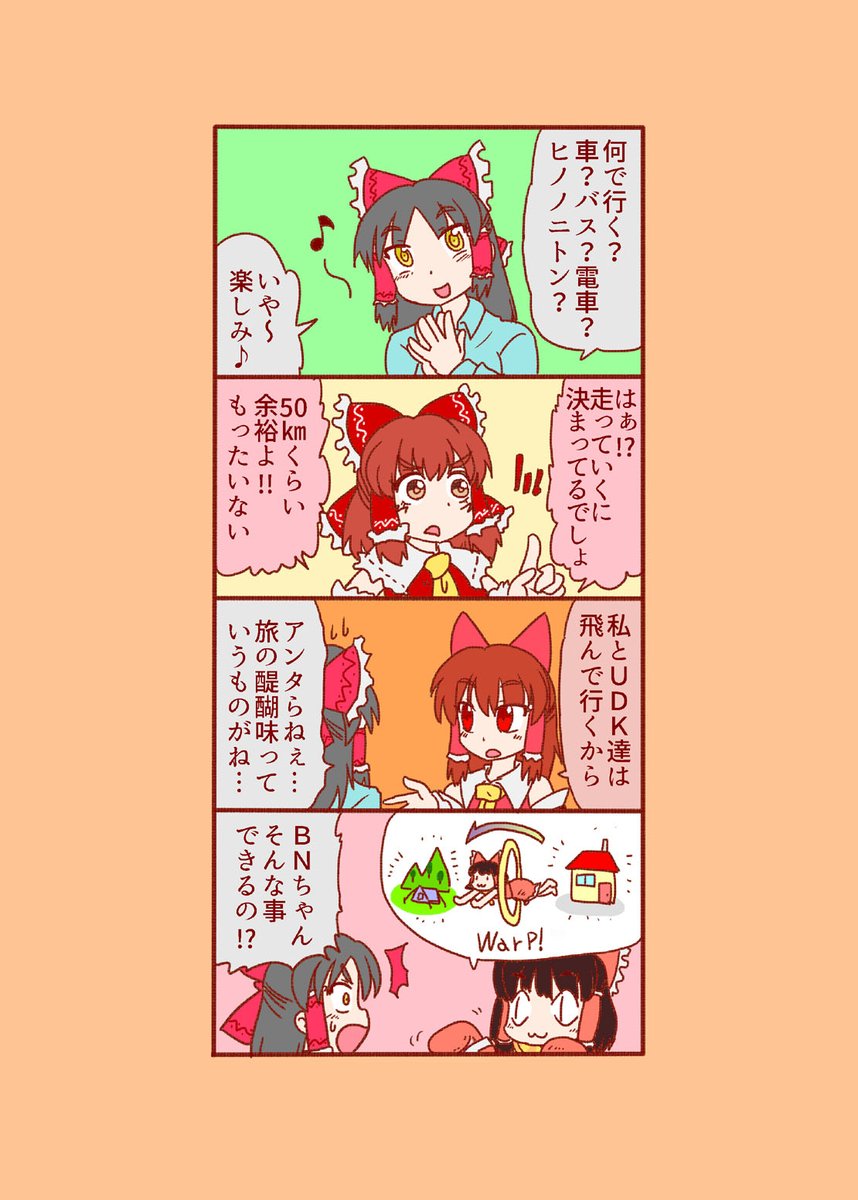 何で行く？
車？バス？電車？
ヒノノニトン？
いや〜
楽しみ♪
はぁ!?
走っていくに
決まってるでしょ
50㎞くらい
余裕よ!!
もったいない
私とＵＤＫ達は
飛んで行くから
アンタらねぇ…
旅の醍醐味って
いうものがね…
Warp!
ＢＮちゃん
そんな事
できるの!?